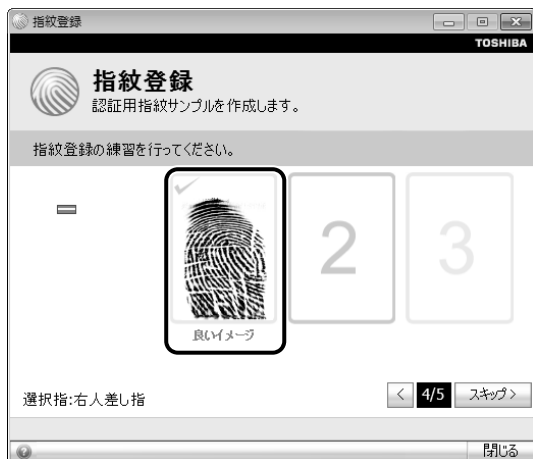 指紋登録
TOSHIBA
指紋登録
認証用指紋サンプルを作成します。
指紋登録の練習を行ってください。
2
3
良いイメージ
選択指:右人差し指
< 4/5 スキップ >
?
閉じる